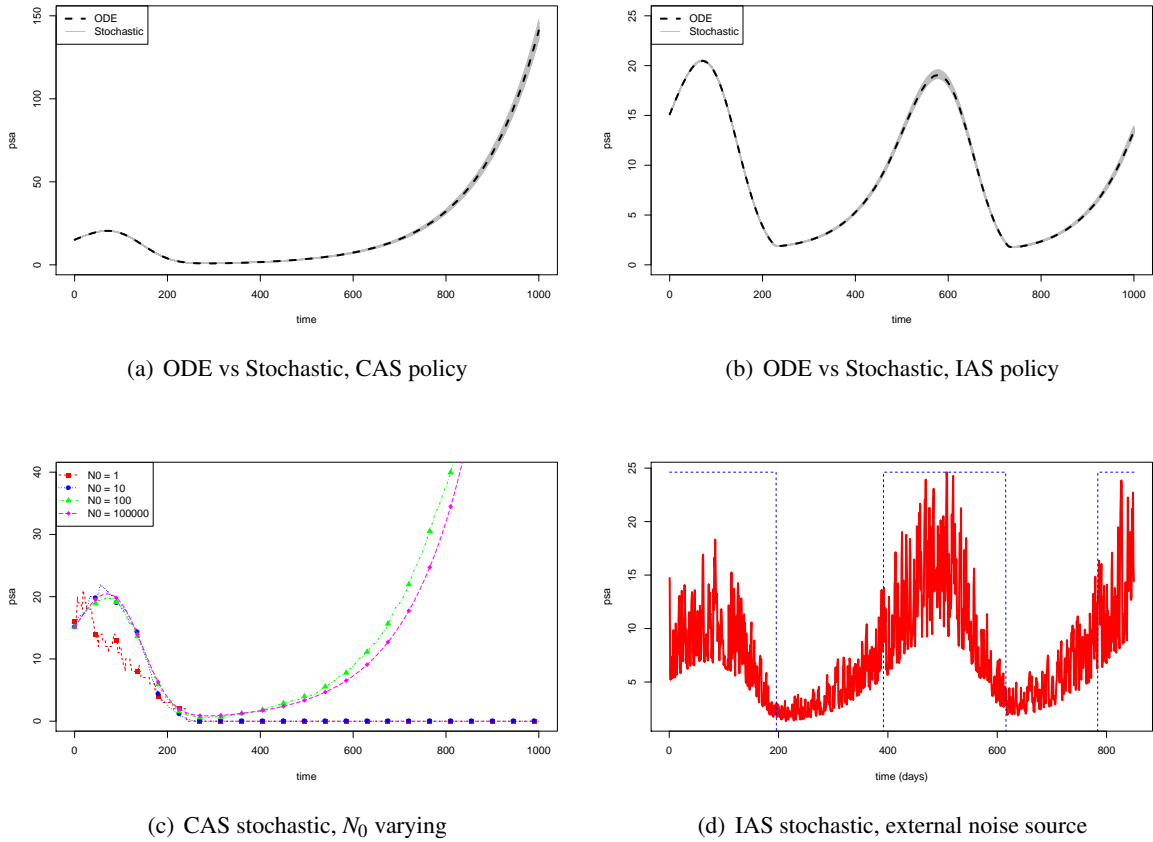 ODE
Stochastic
psa
0
50
100
150
0
200
400
600
800
1000
time
(a) ODE vs Stochastic, CAS policy
ODE
Stochastic
psa
0
5
10
15
20
25
0
200
400
600
800
1000
time
(b) ODE vs Stochastic, IAS policy
N0 = 1
N0 = 10
N0 = 100
N0 = 100000
psa
0
10
20
30
40
0
200
400
600
800
1000
time
(c) CAS stochastic, N0 varying
psa
5
10
15
20
25
0
200
400
600
800
time (days)
(d) IAS stochastic, external noise source